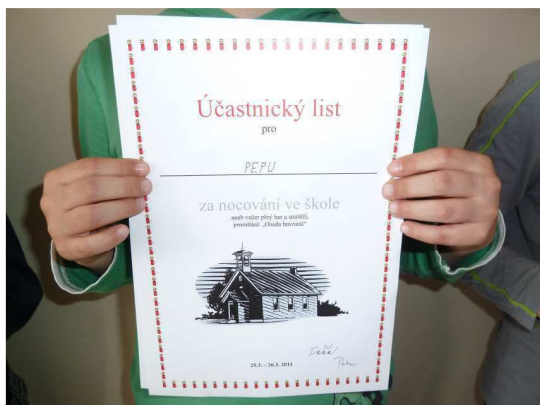 Účastnický list
pro
PEPU
za nocování ve škole
aneb večer plný her a soutěží,
promítání: „Osada havranů“
25.3. – 26.3. 2011